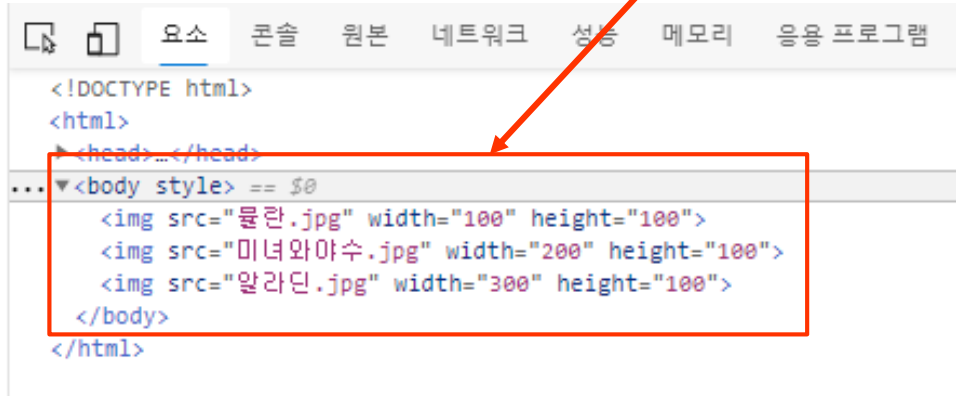 요소 콘솔 원본 네트워크 성능 메모리 응용 프로그램
<!DOCTYPE html>
<html>
▶<head>…</head>
... ▼<body style> == $0
<img src="뮬란.jpg" width="100" height="100">
<img src="미녀와야수.jpg" width="200" height="100">
<img src="알라딘.jpg" width="300" height="100">
</body>
</html>